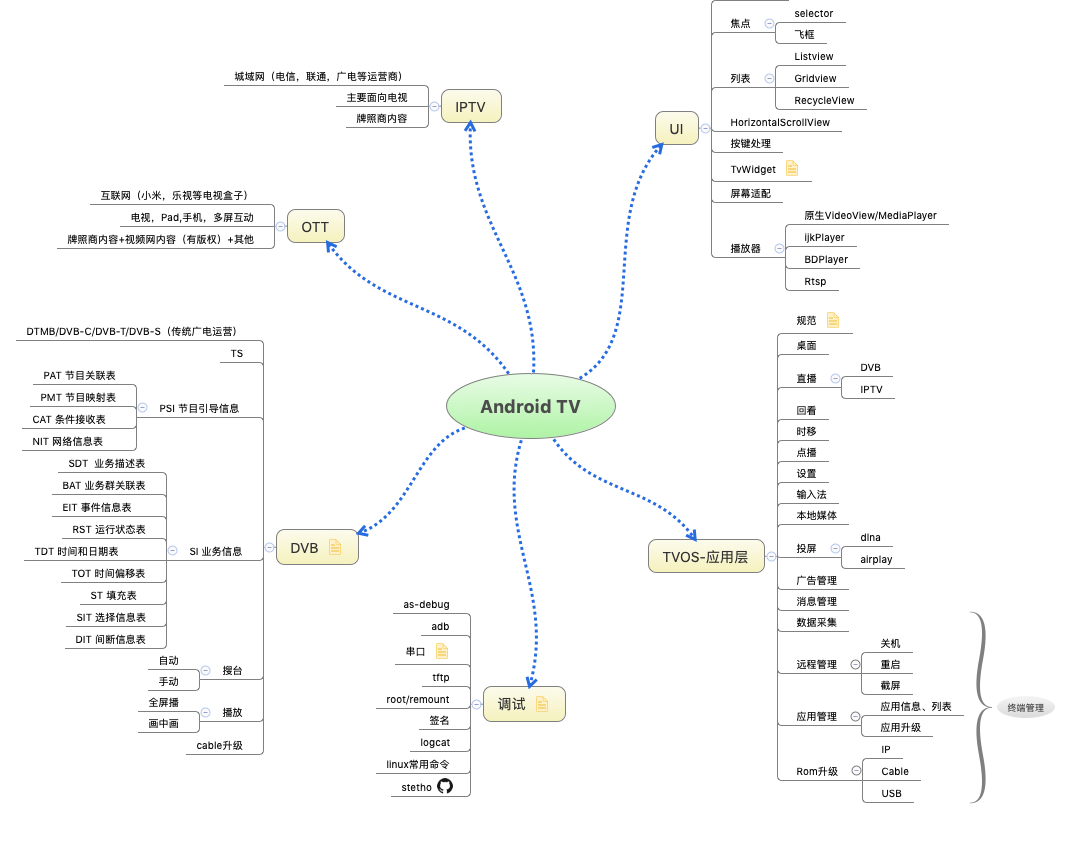 Android TV
IPTV
城域网（电信，联通，广电等运营商）
主要面向电视
牌照商内容
OTT
互联网（小米，乐视等电视盒子）
电视，Pad,手机，多屏互动
牌照商内容+视频网内容（有版权）+其他
DVB
DTMB/DVB-C/DVB-T/DVB-S（传统广电运营）
TS
PSI 节目引导信息
PAT 节目关联表
PMT 节目映射表
CAT 条件接收表
NIT 网络信息表
SI 业务信息
SDT 业务描述表
BAT 业务群关联表
EIT 事件信息表
RST 运行状态表
TDT 时间和日期表
TOT 时间偏移表
ST 填充表
SIT 选择信息表
DIT 间断信息表
搜台
自动
手动
播放
全屏播
画中画
cable升级
调试
as-debug
adb
串口
tftp
root/remount
签名
logcat
linux常用命令
stetho
UI
焦点
selector
飞框
列表
Listview
Gridview
RecycleView
HorizontalScrollView
按键处理
TvWidget
屏幕适配
播放器
原生VideoView/MediaPlayer
ijkPlayer
BDPlayer
Rtsp
TVOS-应用层
规范
桌面
直播
DVB
IPTV
回看
时移
点播
设置
输入法
本地媒体
投屏
dlna
airplay
广告管理
消息管理
数据采集
远程管理
关机
重启
截屏
应用管理
应用信息、列表
应用升级
Rom升级
IP
Cable
USB
终端管理